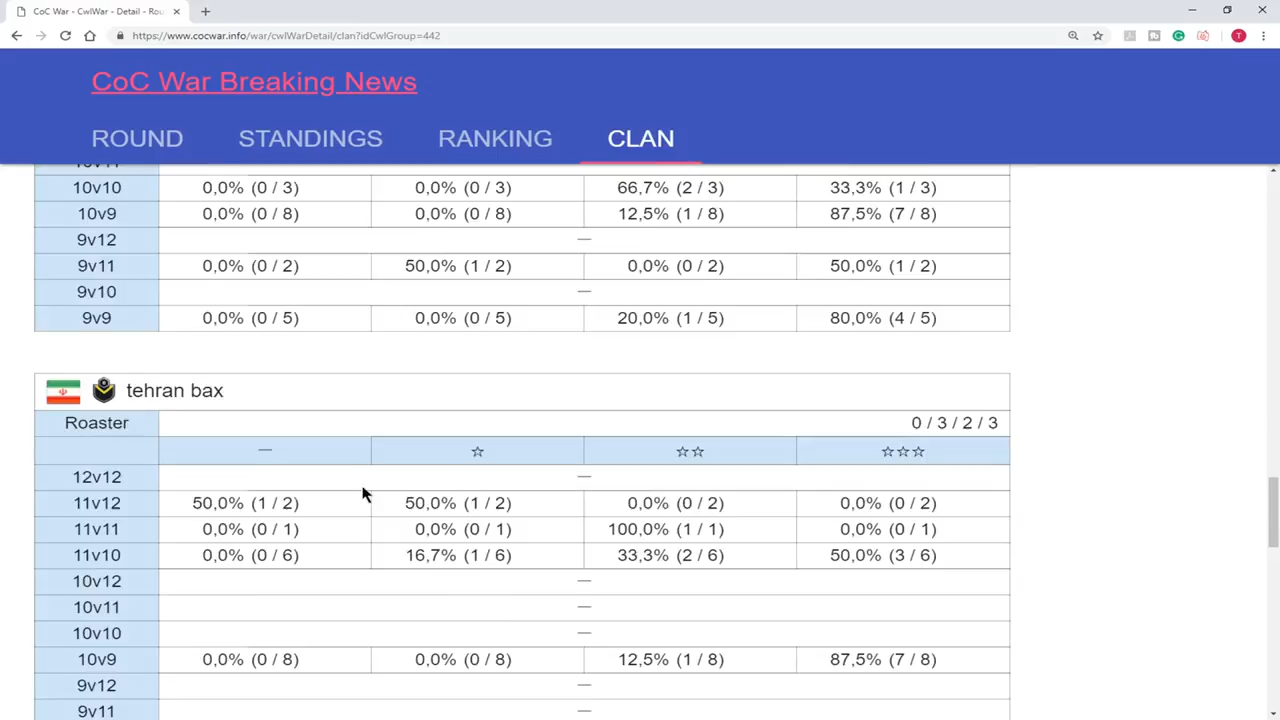 CoC War - CwlWar - Detail - Rou
https://www.cocwar.info/war/cwlWarDetail/clan?idCwlGroup=442
T
CoC War Breaking News
ROUND STANDINGS RANKING CLAN
10v10 0,0% (0 / 3) 0,0% (0 / 3) 66,7% (2 / 3) 33,3% (1 / 3)
10v9 0,0% (0 / 8) 0,0% (0 / 8) 12,5% (1 / 8) 87,5% (7 / 8)
9v12 —
9v11 0,0% (0 / 2) 50,0% (1 / 2) 0,0% (0 / 2) 50,0% (1 / 2)
9v10 —
9v9 0,0% (0 / 5) 0,0% (0 / 5) 20,0% (1 / 5) 80,0% (4 / 5)
tehran bax
Roaster 0 / 3 / 2 / 3
— ☆ ☆☆ ☆☆☆
12v12 —
11v12 50,0% (1 / 2) 50,0% (1 / 2) 0,0% (0 / 2) 0,0% (0 / 2)
11v11 0,0% (0 / 1) 0,0% (0 / 1) 100,0% (1 / 1) 0,0% (0 / 1)
11v10 0,0% (0 / 6) 16,7% (1 / 6) 33,3% (2 / 6) 50,0% (3 / 6)
10v12 —
10v11 —
10v10 —
10v9 0,0% (0 / 8) 0,0% (0 / 8) 12,5% (1 / 8) 87,5% (7 / 8)
9v12 —
9v11 —